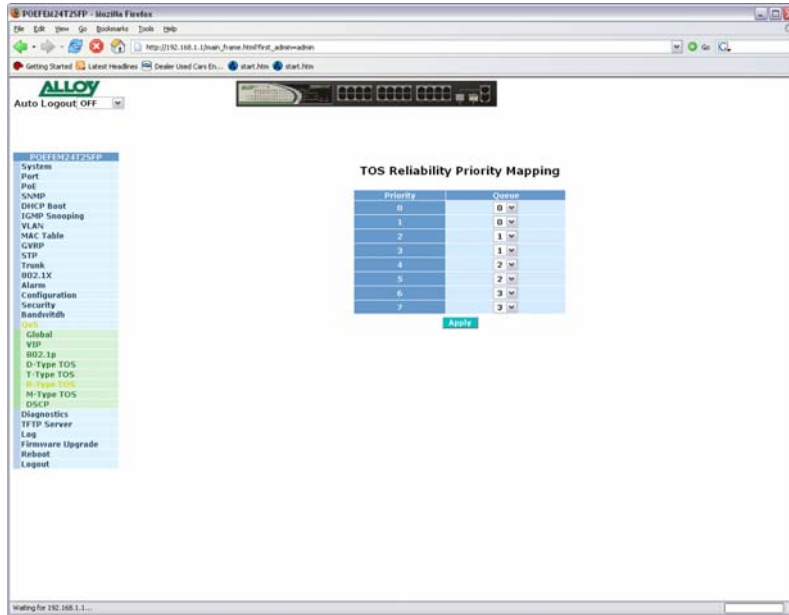 POEFEM24T2SFP - Mozilla Firefox
File Edit View Go Bookmarks Tools Help
http://192.168.1.1/main_frame.html?first_admin=admin
Go
Getting Started Latest Headlines Dealer Used Cars En... start.htm start.htm
ALLOY
Auto Logout OFF
POEFEM24T2SFP
System
Port
PoE
SNMP
DHCP Boot
IGMP Snooping
VLAN
MAC Table
GVRP
STP
Trunk
802.1X
Alarm
Configuration
Security
Bandwitdh
QoS
Global
VIP
802.1p
D-Type TOS
T-Type TOS
R-Type TOS
M-Type TOS
DSCP
Diagnostics
TFTP Server
Log
Firmware Upgrade
Reboot
Logout
TOS Reliability Priority Mapping
Priority Queue
0 0
1 0
2 1
3 1
4 2
5 2
6 3
7 3
Apply
Waiting for 192.168.1.1...